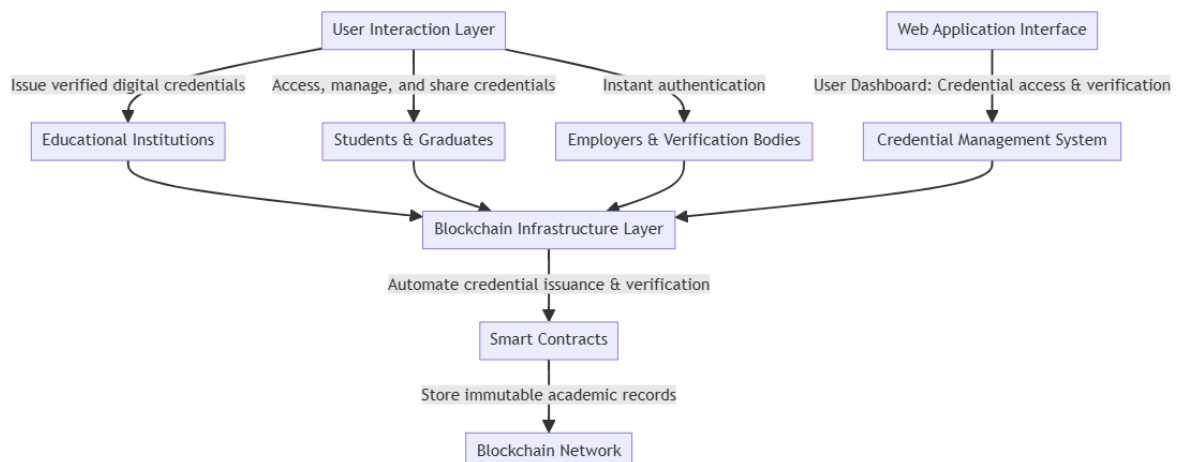 User Interaction Layer
Web Application Interface
Issue verified digital credentials
Access, manage, and share credentials
Instant authentication
User Dashboard: Credential access & verification
Educational Institutions
Students & Graduates
Employers & Verification Bodies
Credential Management System
Blockchain Infrastructure Layer
Automate credential issuance & verification
Smart Contracts
Store immutable academic records
Blockchain Network